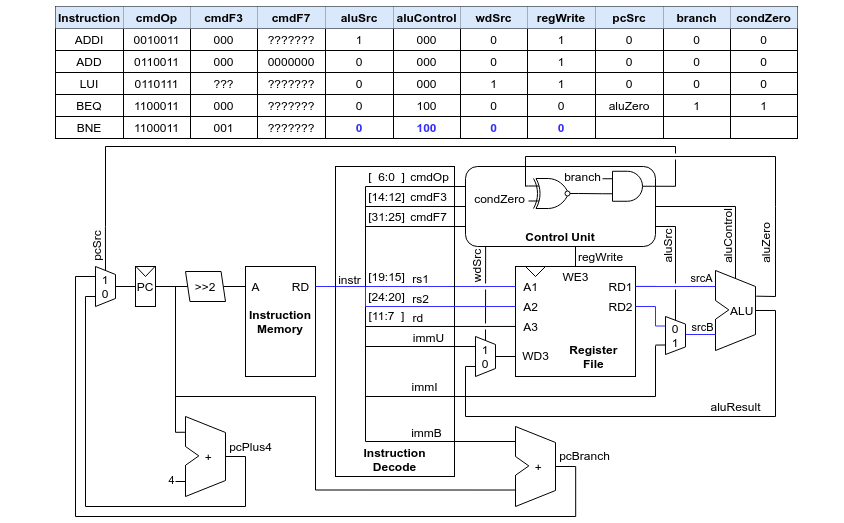 Instruction cmdOp cmdF3 cmdF7 aluSrc aluControl wdSrc regWrite pcSrc branch condZero
ADDI 0010011 000 ??????? 1 000 0 1 0 0 0
ADD 0110011 000 0000000 0 000 0 1 0 0 0
LUI 0110111 ??? ??????? 0 000 1 1 0 0 0
BEQ 1100011 000 ??????? 0 100 0 0 aluZero 1 1
BNE 1100011 001 ??????? 0 100 0 0
[ 6:0 ] cmdOp
[14:12] cmdF3
[31:25] cmdF7
branch
condZero
Control Unit
pcSrc
wdSrc
regWrite
aluSrc
aluControl
aluZero
1
0
PC
>>2
A RD
Instruction
Memory
instr
[19:15] rs1
[24:20] rs2
[11:7 ] rd
immU
immI
immB
Instruction
Decode
1
0
WE3
A1 RD1
A2 RD2
A3
WD3
Register
File
0
1
srcA
srcB
ALU
aluResult
4
+
pcPlus4
+
pcBranch